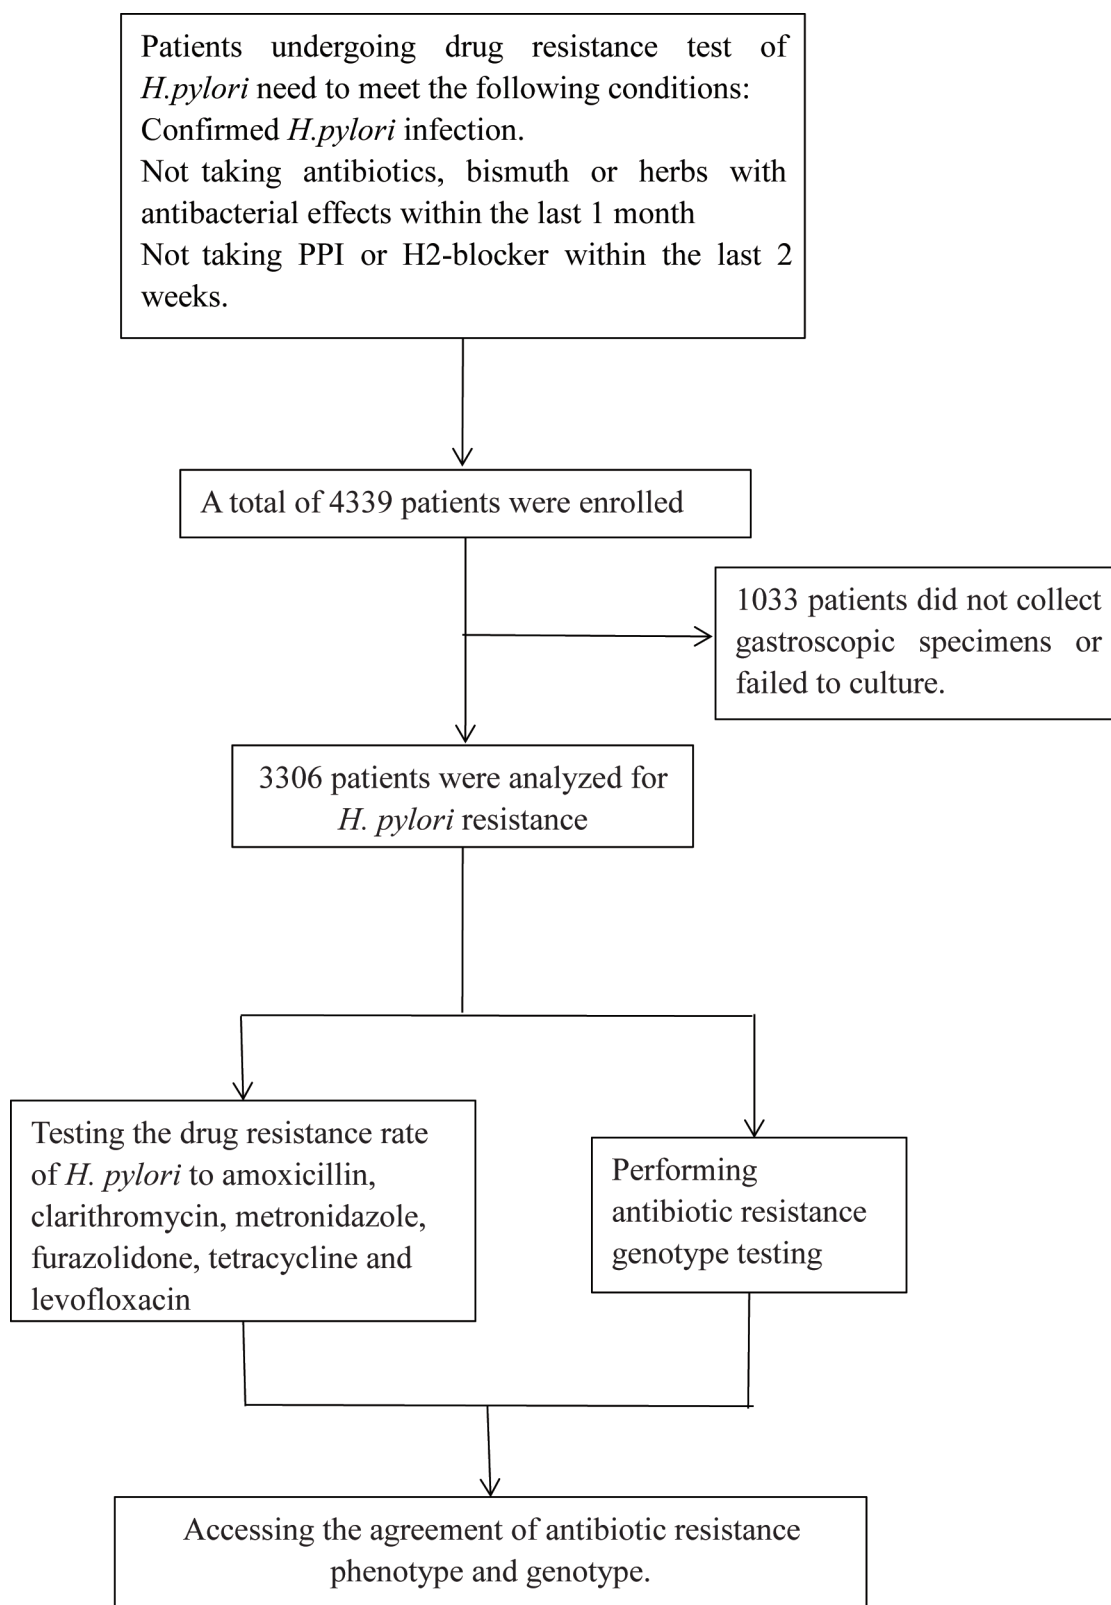 Patients undergoing drug resistance test of
H.pylori need to meet the following conditions:
Confirmed H.pylori infection.
Not taking antibiotics, bismuth or herbs with
antibacterial effects within the last 1 month
Not taking PPI or H2-blocker within the last 2
weeks.
A total of 4339 patients were enrolled
1033 patients did not collect
gastroscopic specimens or
failed to culture.
3306 patients were analyzed for
H. pylori resistance
Testing the drug resistance rate
of H. pylori to amoxicillin,
clarithromycin, metronidazole,
furazolidone, tetracycline and
levofloxacin
Performing
antibiotic resistance
genotype testing
Accessing the agreement of antibiotic resistance
phenotype and genotype.